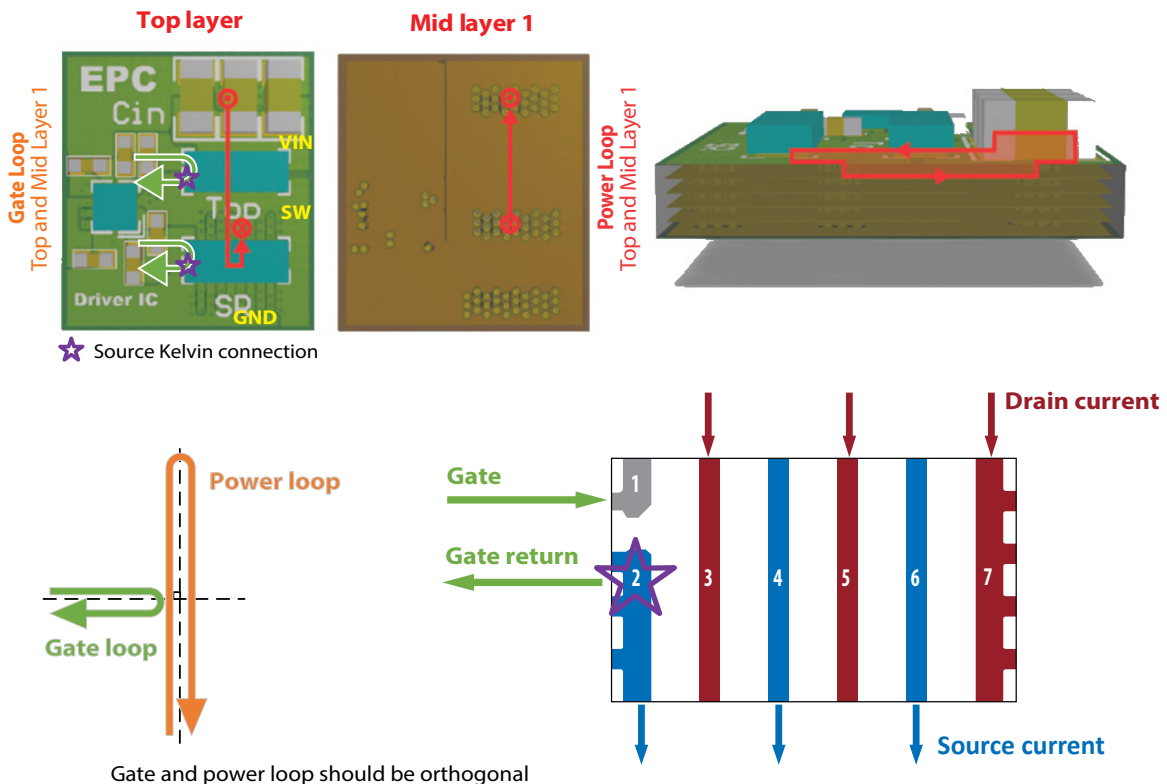 Top layer
Mid layer 1
Gate Loop
Top and Mid Layer 1
EPC
Cin
VIN
Top
SW
Driver IC
SR
GND
Power Loop
Top and Mid Layer 1
Source Kelvin connection
Drain current
Power loop
Gate
Gate return
1
2
3
4
5
6
7
Gate loop
Source current
Gate and power loop should be orthogonal